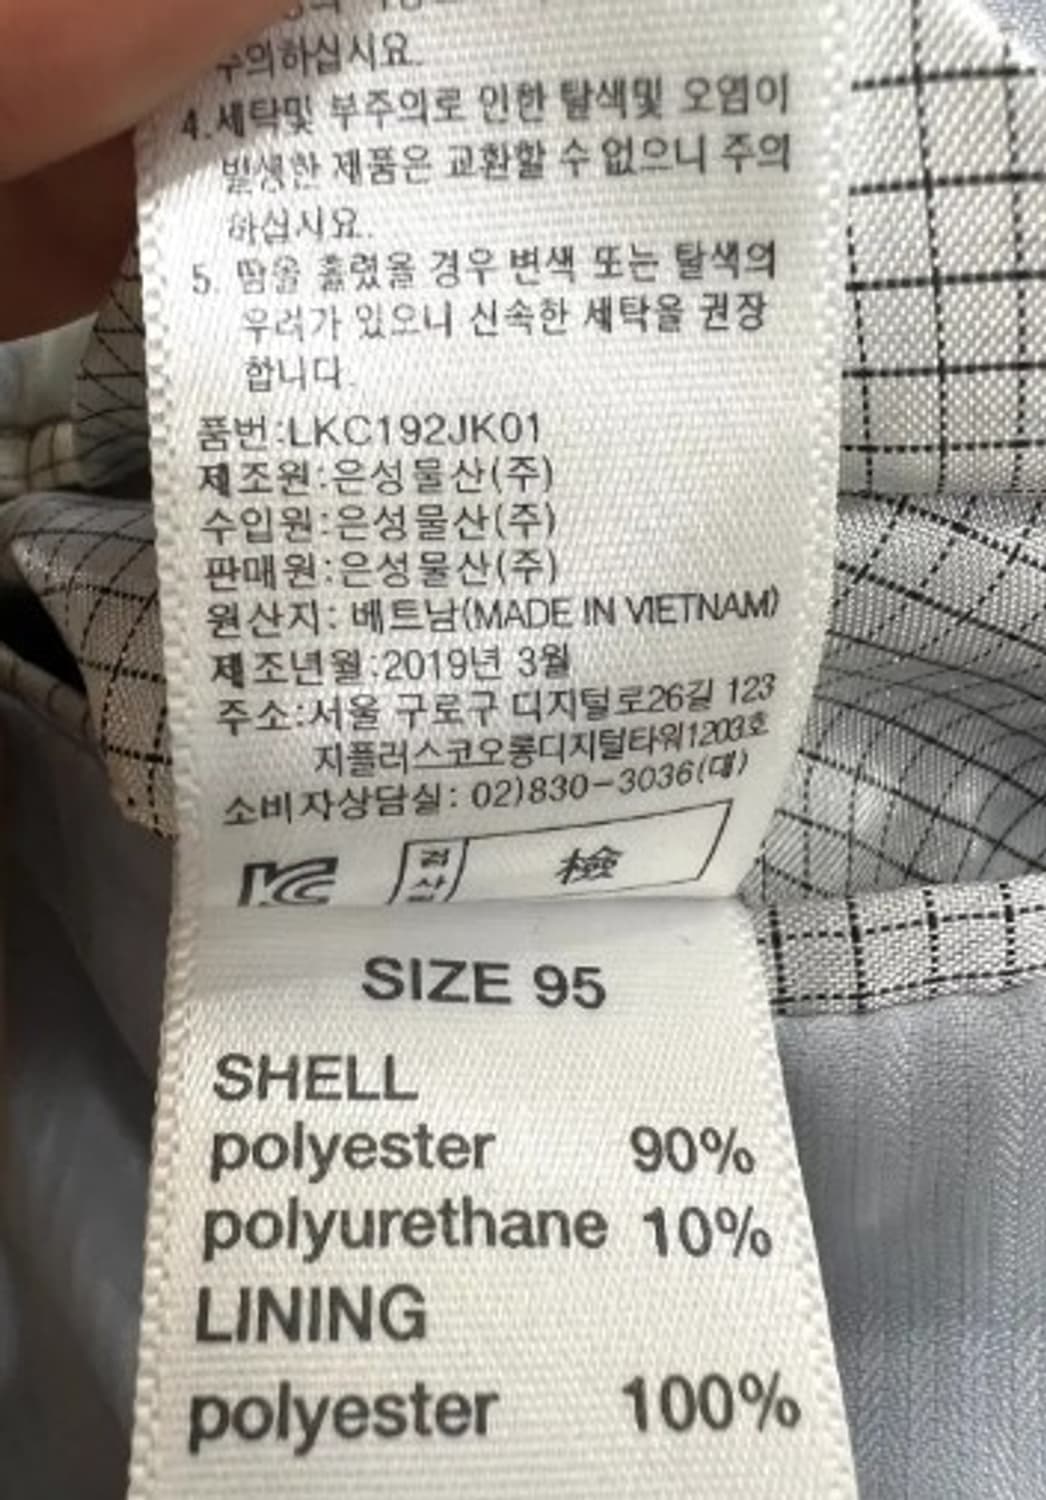 주의하십시요.
4.세탁및 부주의로 인한 탈색및 오염이
발생한 제품은 교환할 수 없으니 주의
하십시요.
5. 땀을 흘렸을 경우 변색 또는 탈색의
우려가 있으니 신속한 세탁을 권장
합니다.
품번:LKC192JK01
제조원:은성물산(주)
수입원:은성물산(주)
판매원:은성물산(주)
원산지: 베트남(MADE IN VIETNAM)
제조년월:2019년 3월
주소:서울 구로구 디지털로26길 123
지플러스코오롱디지털타워1203호
소비자상담실: 02)830-3036(대)
KC 검사 檢
SIZE 95
SHELL
polyester 90%
polyurethane 10%
LINING
polyester 100%